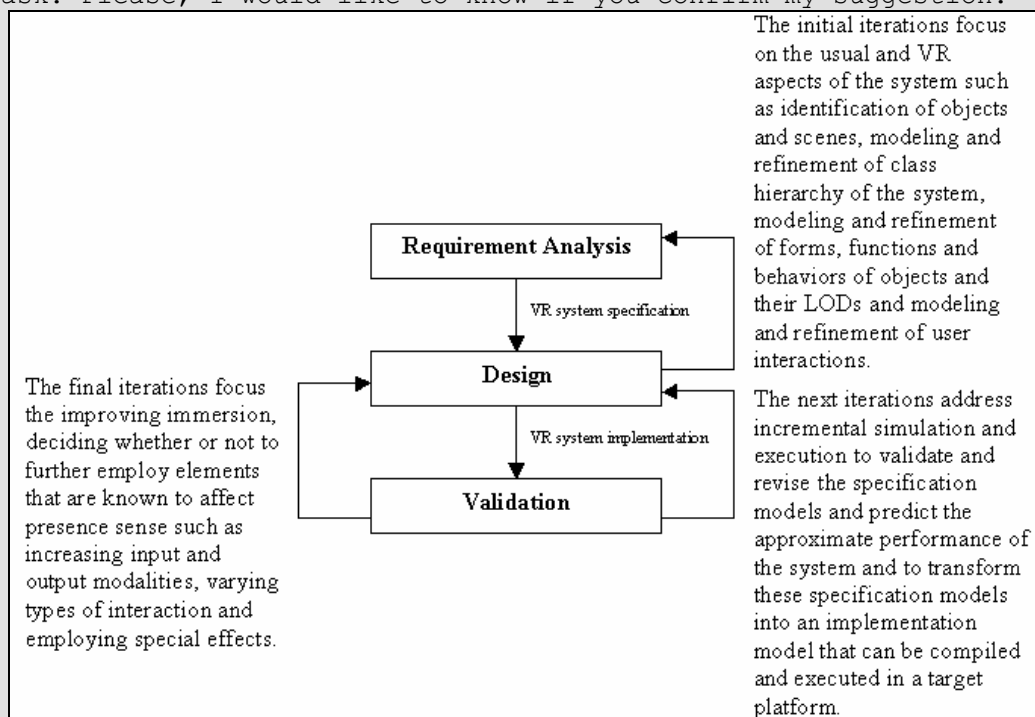 task. Please, I would like to know if you confirm my suggestion.
The initial iterations focus
on the usual and VR
aspects of the system such
as identification of objects
and scenes, modeling and
refinement of class
hierarchy of the system,
modeling and refinement
of forms, functions and
behaviors of objects and
their LODs and modeling
and refinement of user
interactions.
Requirement Analysis
VR system specification
Design
VR system implementation
Validation
The final iterations focus
the improving immersion,
deciding whether or not to
further employ elements
that are known to affect
presence sense such as
increasing input and
output modalities, varying
types of interaction and
employing special effects.
The next iterations address
incremental simulation and
execution to validate and
revise the specification
models and predict the
approximate performance of
the system and to transform
these specification models
into an implementation
model that can be compiled
and executed in a target
platform.